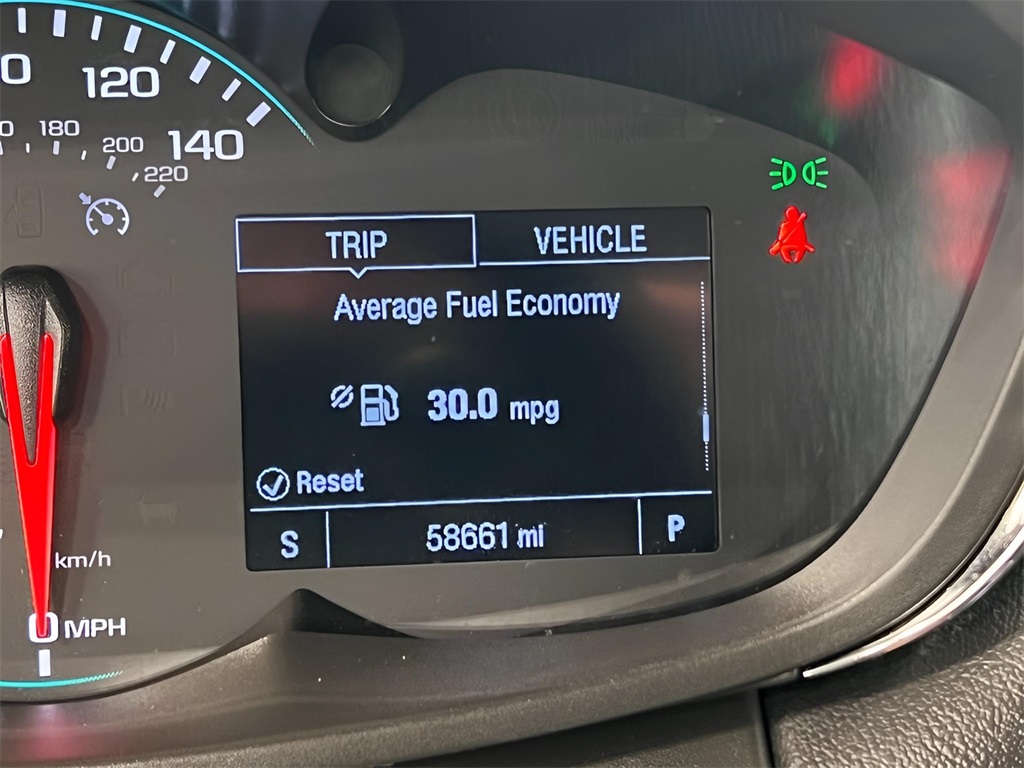 120
140
180
200
220
TRIP
VEHICLE
Average Fuel Economy
30.0 mpg
Reset
S
58661 mi
P
km/h
0 MPH